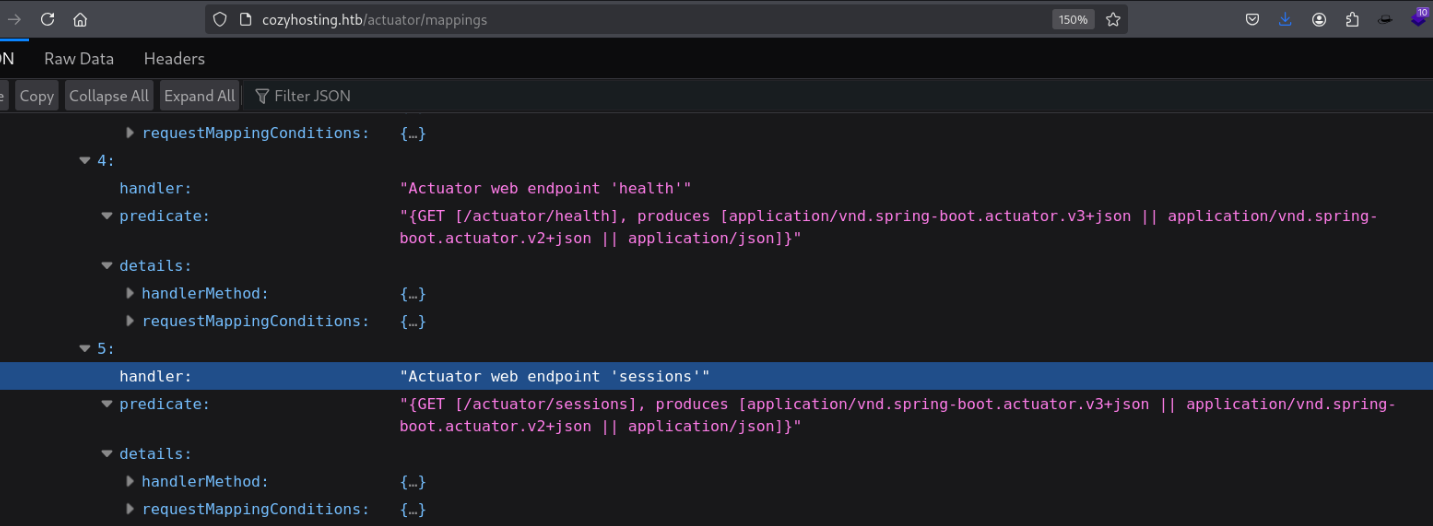 cozyhosting.htb/actuator/mappings 150% 10
ON Raw Data Headers
e Copy Collapse All Expand All Filter JSON
requestMappingConditions: {…}
4:
handler: "Actuator web endpoint 'health'"
predicate: "{GET [/actuator/health], produces [application/vnd.spring-boot.actuator.v3+json || application/vnd.spring-
boot.actuator.v2+json || application/json]}"
details:
handlerMethod: {…}
requestMappingConditions: {…}
5:
handler: "Actuator web endpoint 'sessions'"
predicate: "{GET [/actuator/sessions], produces [application/vnd.spring-boot.actuator.v3+json || application/vnd.spring-
boot.actuator.v2+json || application/json]}"
details:
handlerMethod: {…}
requestMappingConditions: {…}